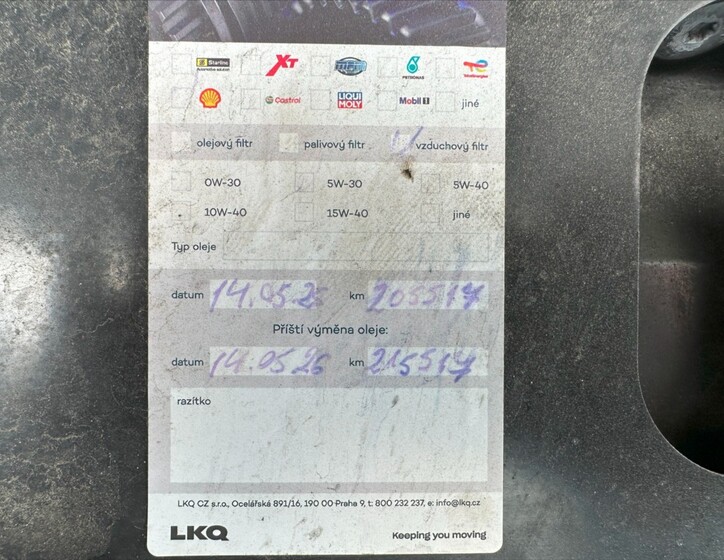 Starline XT PETRONAS TotalEnergies
Shell Castrol LIQUI MOLY Mobil 1 jiné
olejový filtr palivový filtr vzduchový filtr
0W-30 5W-30 5W-40
10W-40 15W-40 jiné
Typ oleje
datum 14.05.2 km 205517
Příští výměna oleje:
datum 14.05.26 km 215517
razítko
LKQ CZ s.r.o., Ocelářská 891/16, 190 00 Praha 9, t: 800 232 237, e: info@lkq.cz
LKQ Keeping you moving